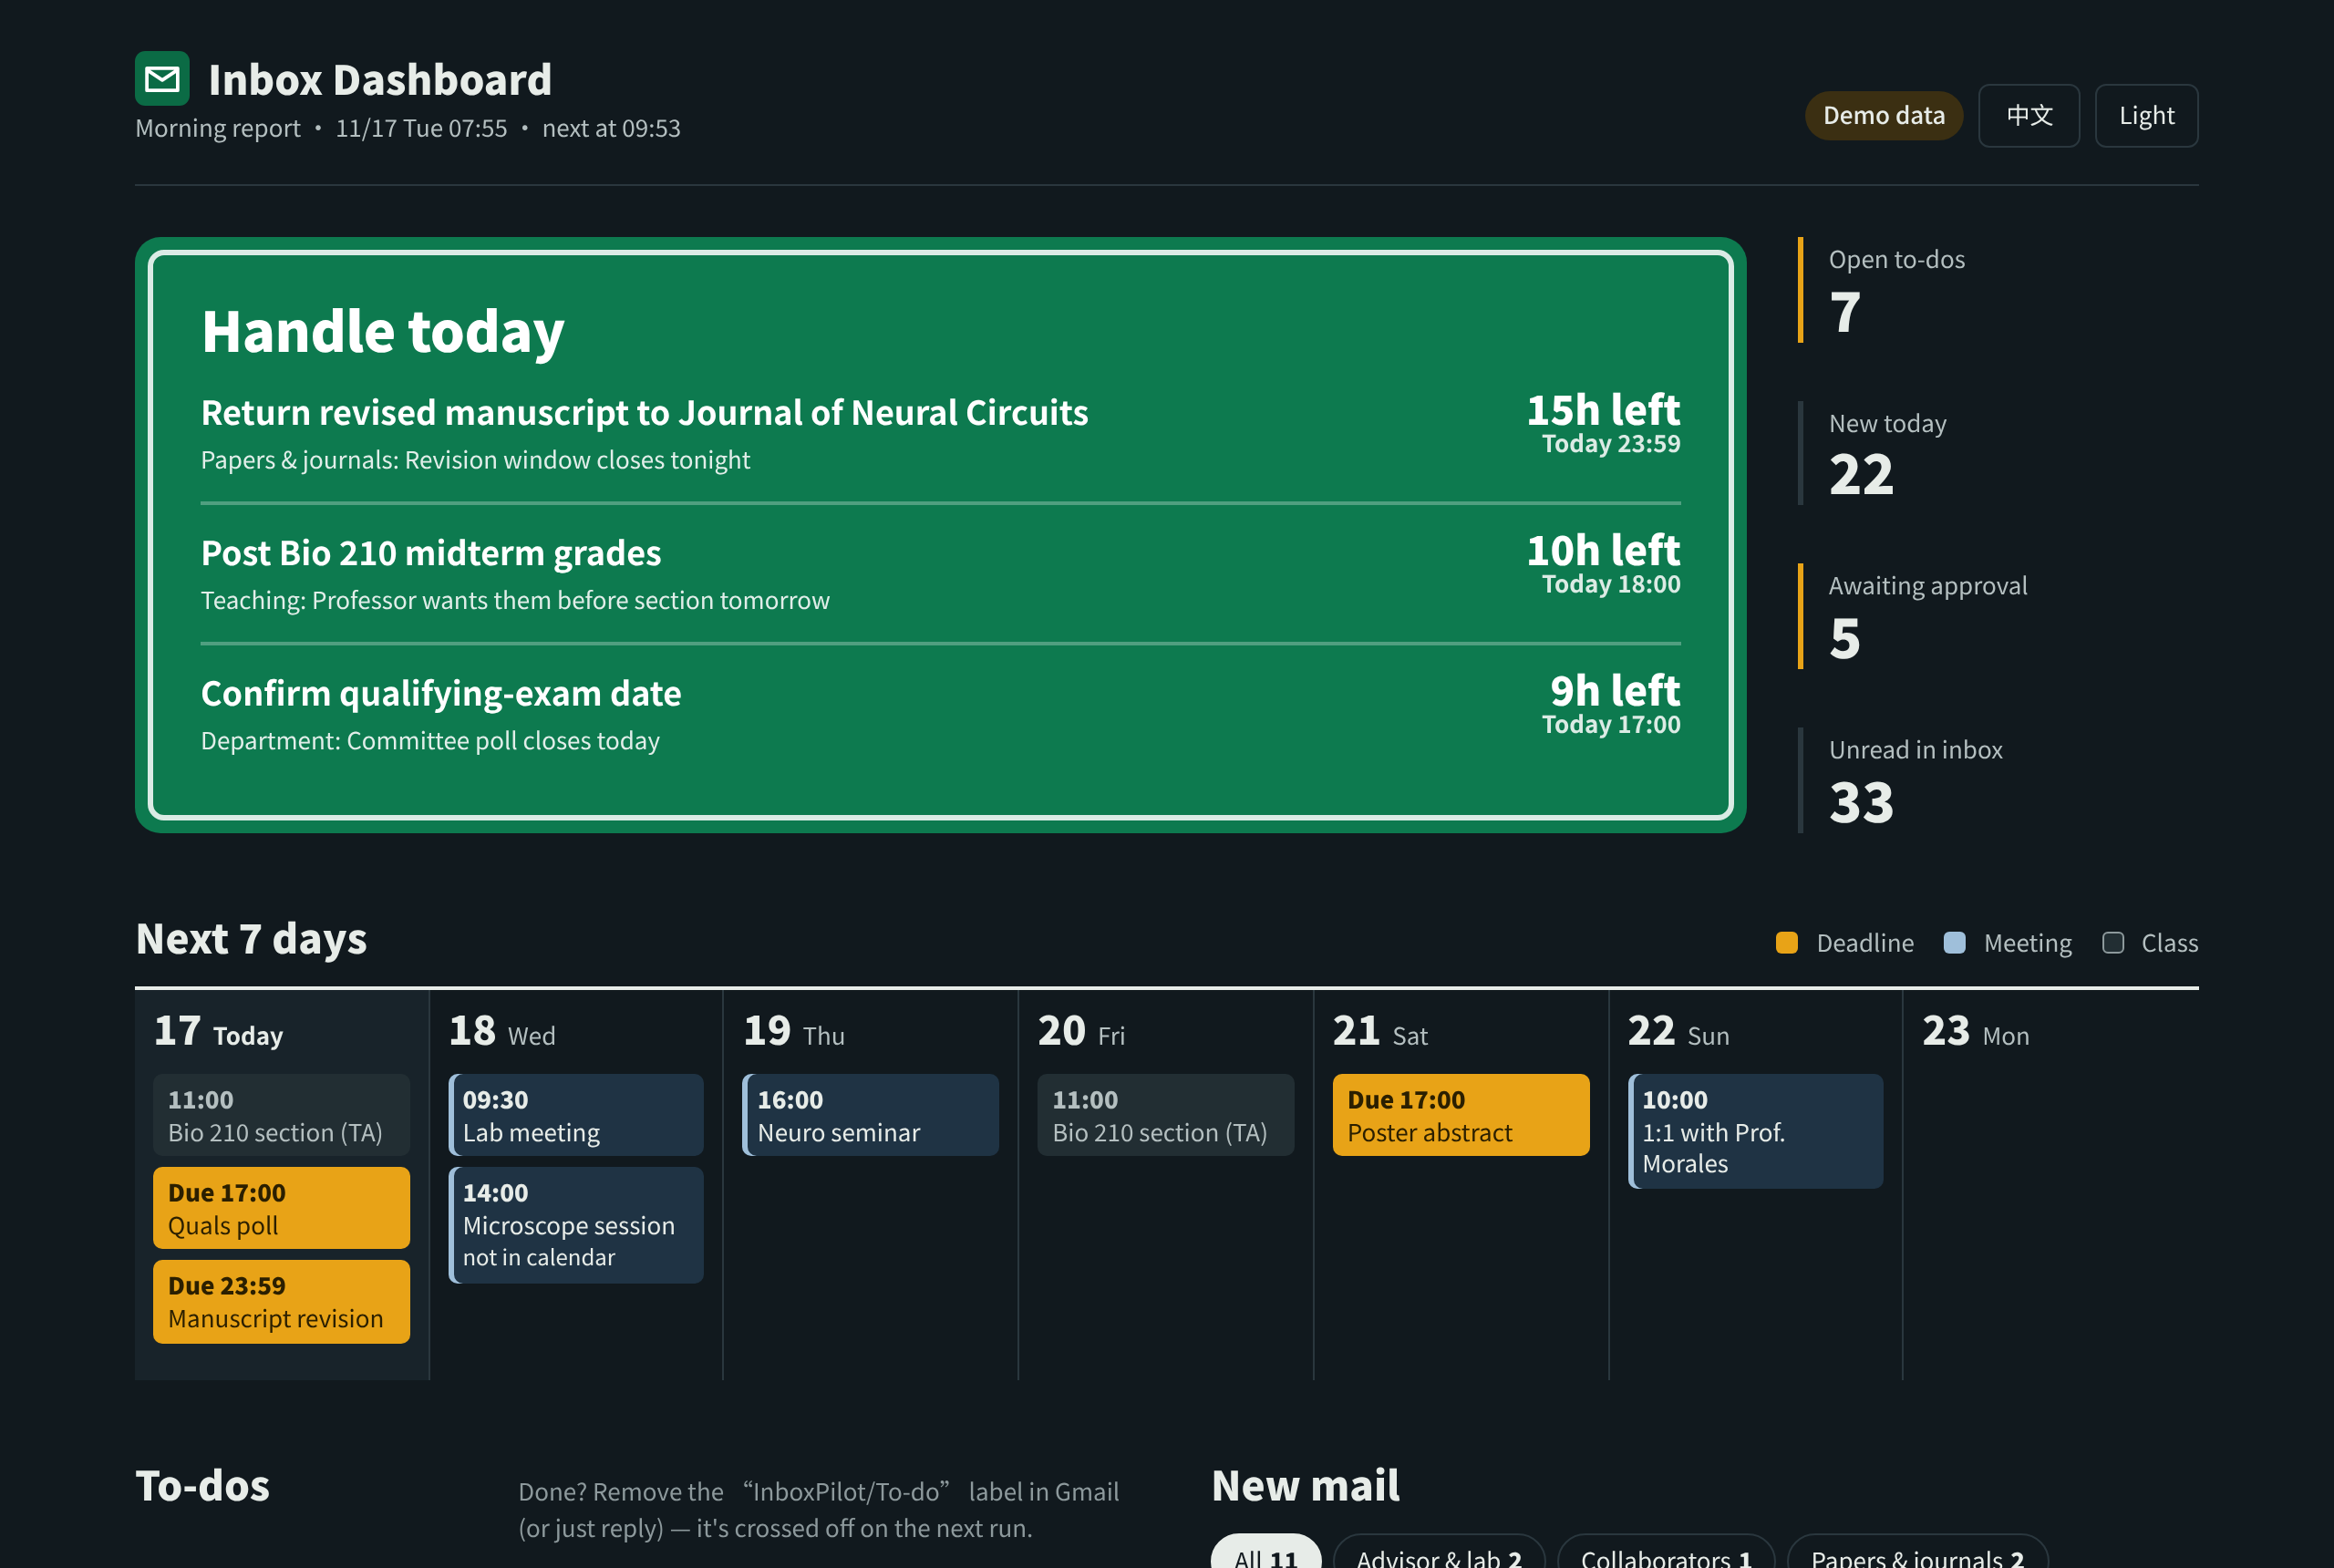 Inbox Dashboard
Morning report • 11/17 Tue 07:55 • next at 09:53
Demo data
中文
Light
Handle today
Return revised manuscript to Journal of Neural Circuits
15h left
Papers & journals: Revision window closes tonight
Today 23:59
Post Bio 210 midterm grades
10h left
Teaching: Professor wants them before section tomorrow
Today 18:00
Confirm qualifying-exam date
9h left
Department: Committee poll closes today
Today 17:00
Open to-dos
7
New today
22
Awaiting approval
5
Unread in inbox
33
Next 7 days
Deadline
Meeting
Class
17 Today
11:00
Bio 210 section (TA)
Due 17:00
Quals poll
Due 23:59
Manuscript revision
18 Wed
09:30
Lab meeting
14:00
Microscope session
not in calendar
19 Thu
16:00
Neuro seminar
20 Fri
11:00
Bio 210 section (TA)
21 Sat
Due 17:00
Poster abstract
22 Sun
10:00
1:1 with Prof.
Morales
23 Mon
To-dos
Done? Remove the “InboxPilot/To-do” label in Gmail
(or just reply) — it's crossed off on the next run.
New mail
All 11
Advisor & lab 2
Collaborators 1
Papers & journals 2